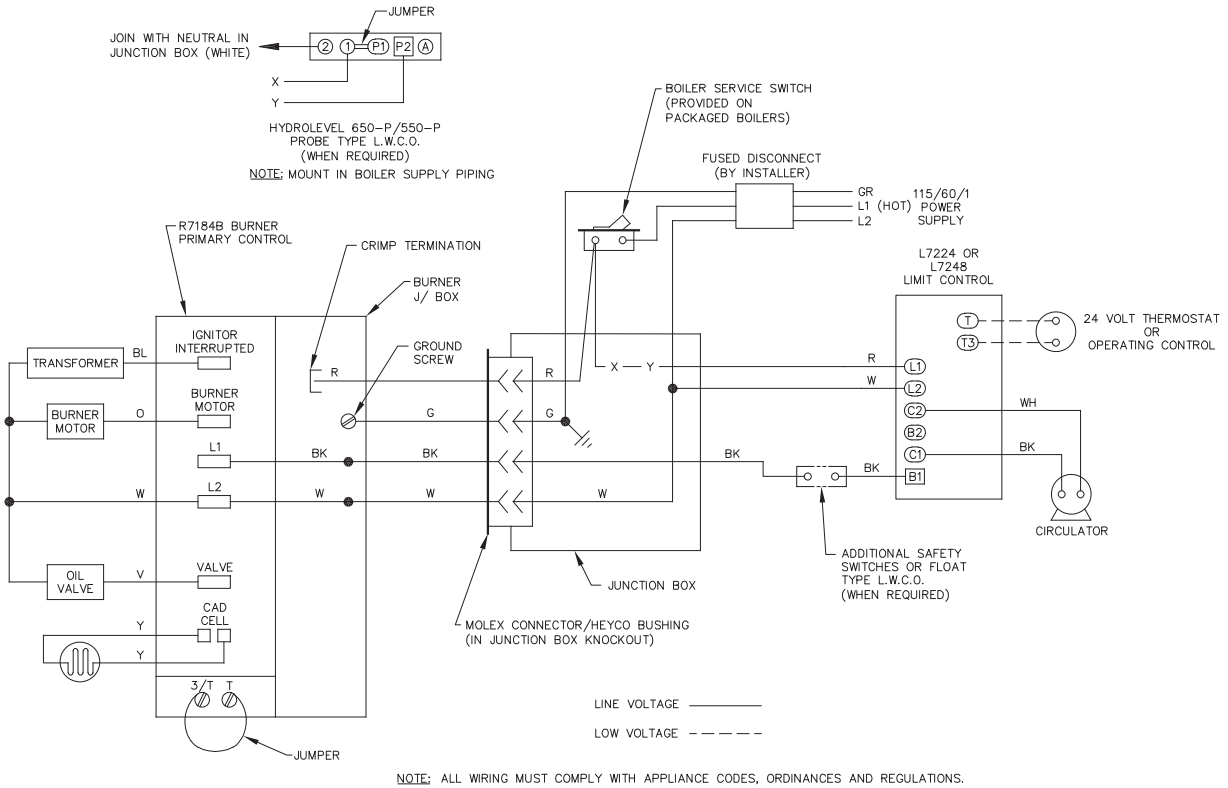 JUMPER
JOIN WITH NEUTRAL IN
JUNCTION BOX (WHITE)
2 1 P1 P2 A
X
Y
HYDROLEVEL 650-P/550-P
PROBE TYPE L.W.C.O.
(WHEN REQUIRED)
NOTE: MOUNT IN BOILER SUPPLY PIPING
BOILER SERVICE SWITCH
(PROVIDED ON
PACKAGED BOILERS)
FUSED DISCONNECT
(BY INSTALLER)
GR
L1 (HOT)
L2
115/60/1
POWER
SUPPLY
R7184B BURNER
PRIMARY CONTROL
CRIMP TERMINATION
BURNER
J/ BOX
GROUND
SCREW
L7224 OR
L7248
LIMIT CONTROL
T
T3
24 VOLT THERMOSTAT
OR
OPERATING CONTROL
IGNITOR
INTERRUPTED
TRANSFORMER
BL
R
R
X
Y
R
L1
BURNER
MOTOR
BURNER
MOTOR
O
G
G
W
L2
C2
WH
B2
L1
BK
BK
BK
BK
C1
BK
B1
L2
W
W
W
W
CIRCULATOR
ADDITIONAL SAFETY
SWITCHES OR FLOAT
TYPE L.W.C.O.
(WHEN REQUIRED)
OIL
VALVE
V
VALVE
JUNCTION BOX
CAD
CELL
Y
Y
MOLEX CONNECTOR/HEYCO BUSHING
(IN JUNCTION BOX KNOCKOUT)
3/T T
JUMPER
LINE VOLTAGE
LOW VOLTAGE
NOTE: ALL WIRING MUST COMPLY WITH APPLIANCE CODES, ORDINANCES AND REGULATIONS.